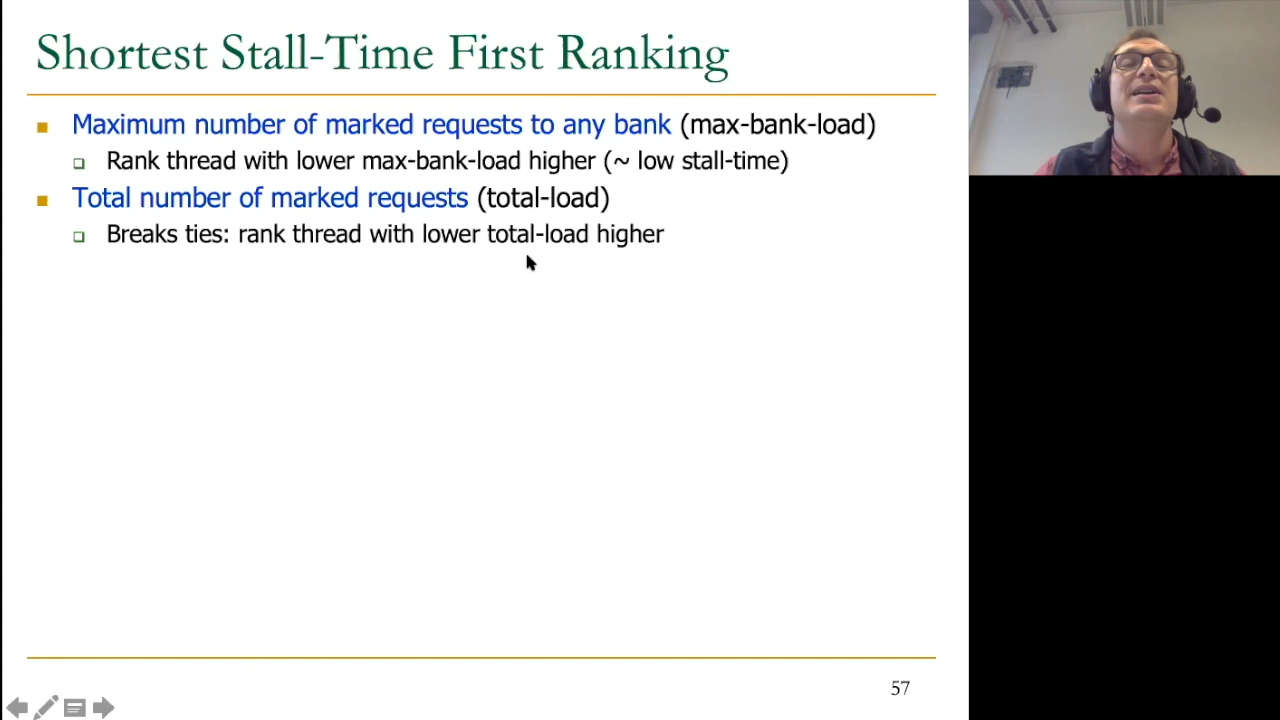 Shortest Stall-Time First Ranking
Maximum number of marked requests to any bank (max-bank-load)
Rank thread with lower max-bank-load higher (~ low stall-time)
Total number of marked requests (total-load)
Breaks ties: rank thread with lower total-load higher
57